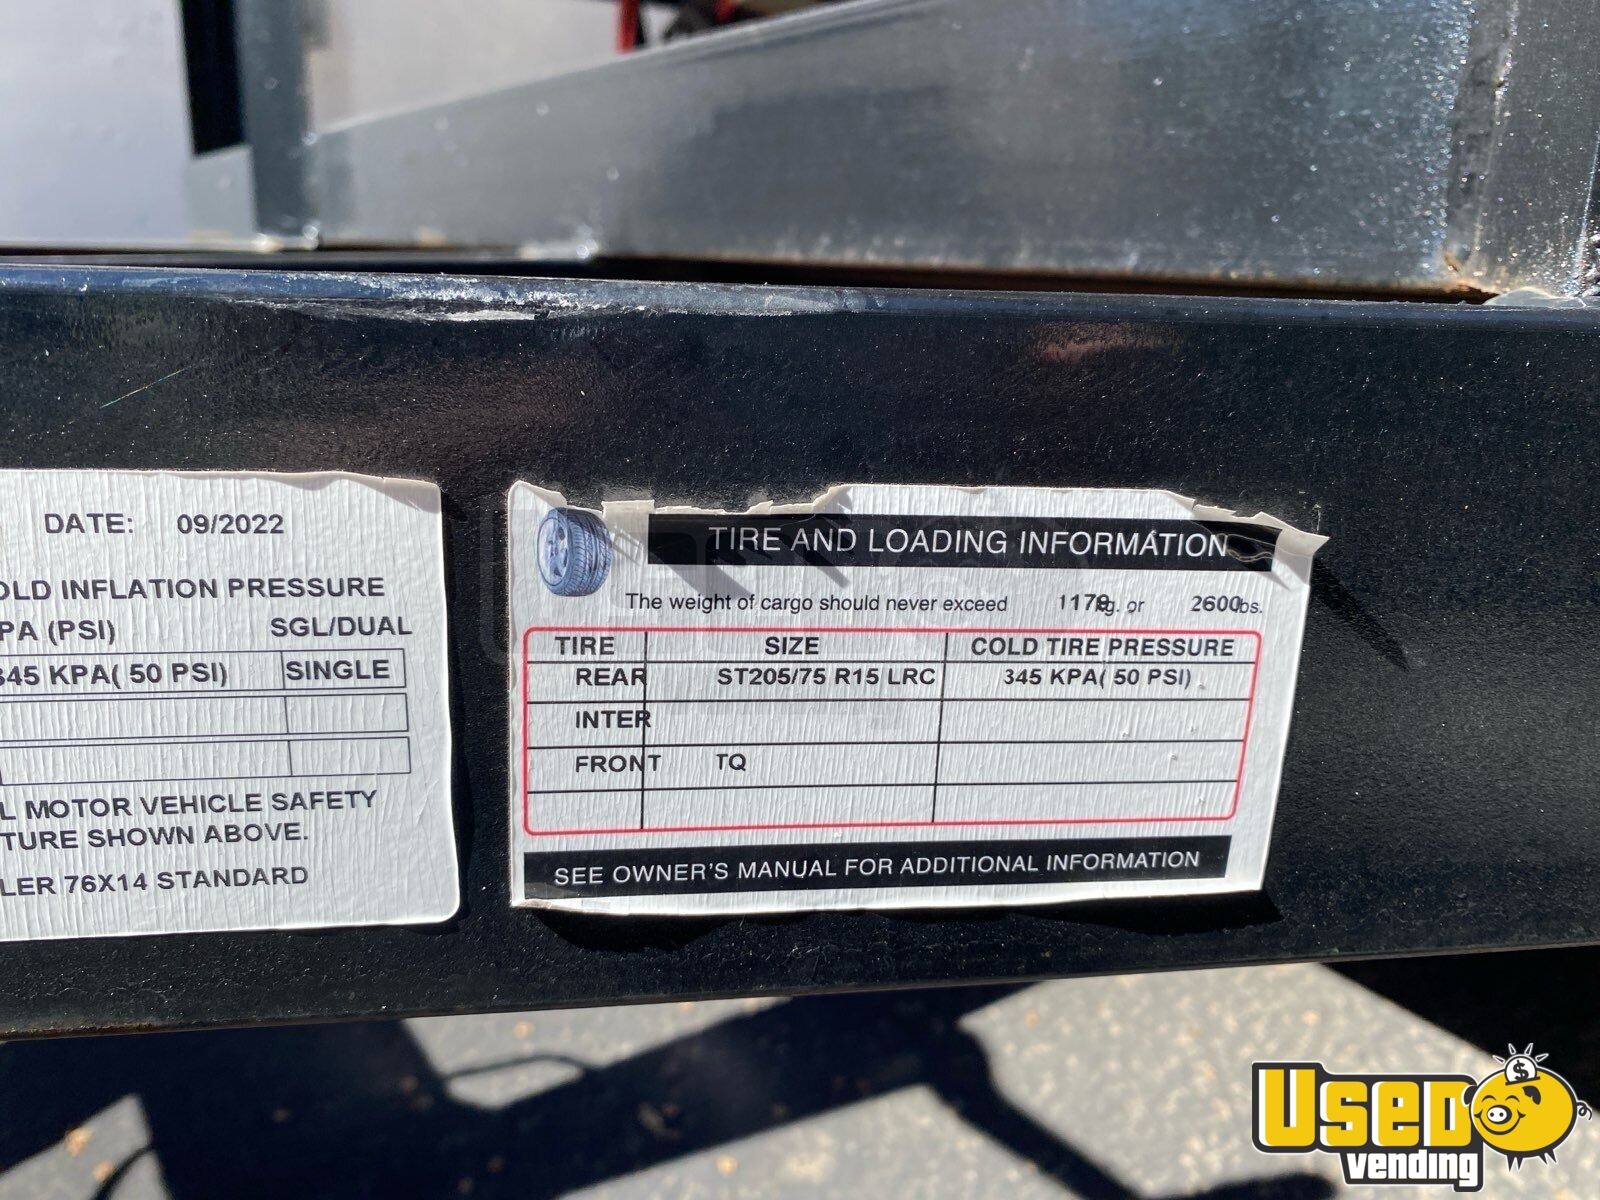 DATE: 09/2022
OLD INFLATION PRESSURE
PA (PSI) SGL/DUAL
345 KPA( 50 PSI) SINGLE
L MOTOR VEHICLE SAFETY
TURE SHOWN ABOVE.
LER 76X14 STANDARD
TIRE AND LOADING INFORMATION
The weight of cargo should never exceed 1179kg. or 2600lbs.
TIRE SIZE COLD TIRE PRESSURE
REAR ST205/75 R15 LRC 345 KPA( 50 PSI)
INTER
FRONT TQ
SEE OWNER'S MANUAL FOR ADDITIONAL INFORMATION
USED
vending